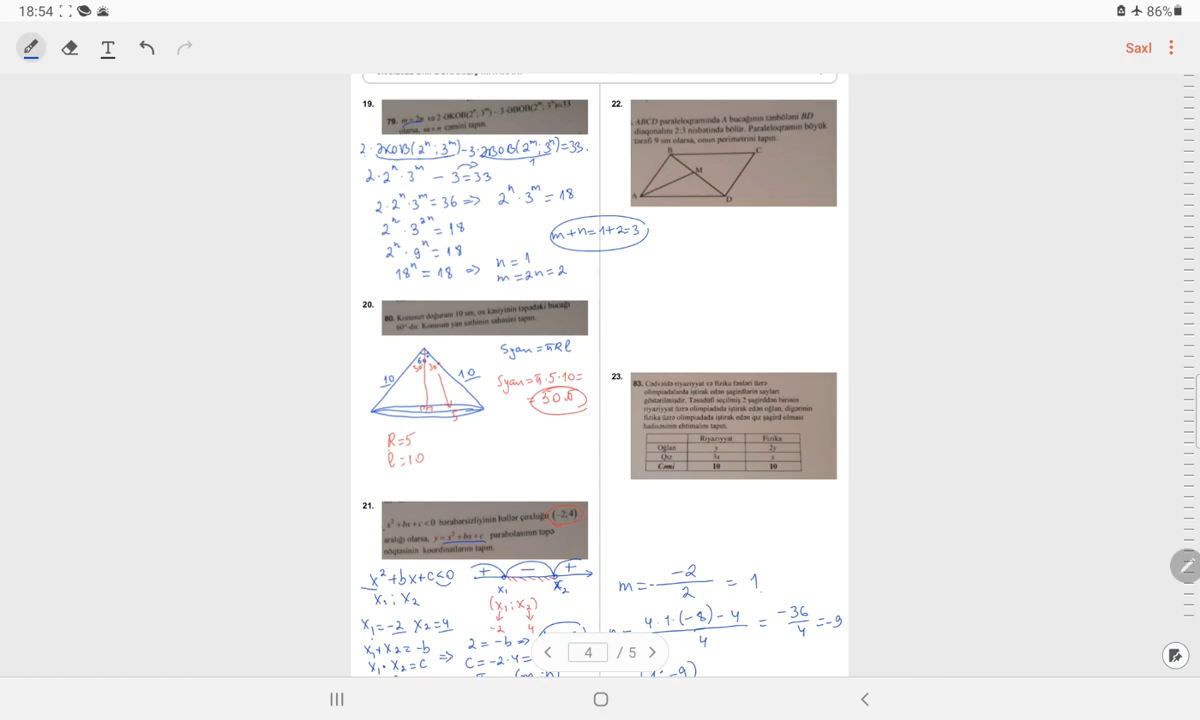 18:54
86%
Saxl
19.
79. m=2n və 2·ƏKOB(2ⁿ; 3ᵐ) – 3·ƏBOB(2ᵐ; 3ⁿ)=33
olarsa, m+n cəmini tapın.
2·ƏKOB(2ⁿ;3ᵐ)-3·ƏBOB(2ᵐ;3ⁿ)=33.
1
2·2ⁿ·3ᵐ - 3=33
2·2ⁿ·3ᵐ=36 => 2ⁿ·3ᵐ=18
2ⁿ·3²ⁿ=18
2ⁿ·9ⁿ=18
18ⁿ=18 => n=1
m=2n=2
m+n=1+2=3
20.
80. Konusun doğuranı 10 sm, ox kəsiyinin təpədəki bucağı
60°-dir. Konusun yan səthinin sahəsini tapın.
10
10
5
Syan=πRl
Syan=π·5·10=
=50π
R=5
l=10
21.
x²+bx+c<0 bərabərsizliyinin həllər çoxluğu (–2;4)
aralığı olarsa, y=x²+bx+c parabolasının təpə
nöqtəsinin koordinatlarını tapın.
x²+bx+c<0
+ − +
x₁ x₂
x₁; x₂
(x₁;x₂)
-2 4
x₁=-2 x₂=4
x₁+x₂=-b
x₁·x₂=c
=>
2=-b=>
c=-2·4=
22.
ABCD paraleloqramında A bucağının tənböləni BD
diaqonalını 2:3 nisbətində bölür. Paraleloqramın böyük
tərəfi 9 sm olarsa, onun perimetrini tapın.
B C
M
A D
23.
83. Cədvəldə riyaziyyat və fizika fənləri üzrə
olimpiadalarda iştirak edən şagirdlərin sayları
göstərilmişdir. Təsadüfi seçilmiş 2 şagirddən birinin
riyaziyyat üzrə olimpiadada iştirak edən oğlan, digərinin
fizika üzrə olimpiadada iştirak edən qız şagird olması
hadisəsinin ehtimalını tapın.
Riyaziyyat Fizika
Oğlan y 2y
Qız 3x x
Cəmi 10 10
m=- -2/2 = 1
4·1·(-8)-4/4 = -36/4 =-9
-9)
4 / 5